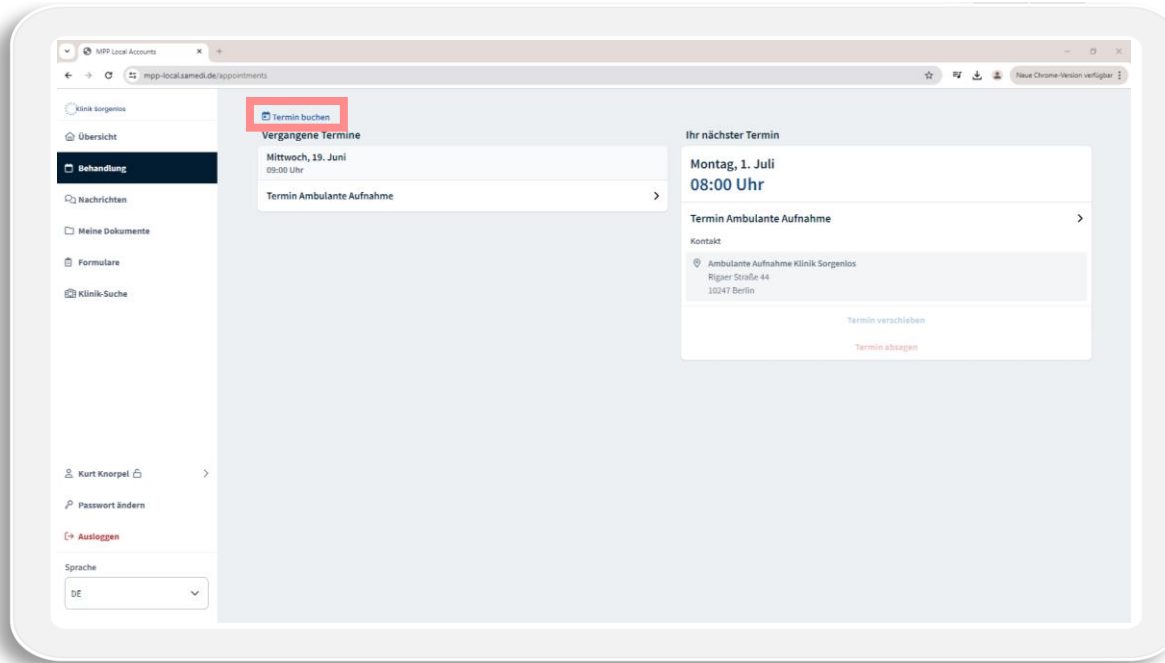 MPP Local Accounts
mpp-local.samedi.de/appointments
Neue Chrome-Version verfügbar
Klinik Sorgenlos
Übersicht
Behandlung
Nachrichten
Meine Dokumente
Formulare
Klinik-Suche
Kurt Knorpel
Passwort ändern
Ausloggen
Sprache
DE
Termin buchen
Vergangene Termine
Mittwoch, 19. Juni
09:00 Uhr
Termin Ambulante Aufnahme
Ihr nächster Termin
Montag, 1. Juli
08:00 Uhr
Termin Ambulante Aufnahme
Kontakt
Ambulante Aufnahme Klinik Sorgenlos
Rigaer Straße 44
10247 Berlin
Termin verschieben
Termin absagen